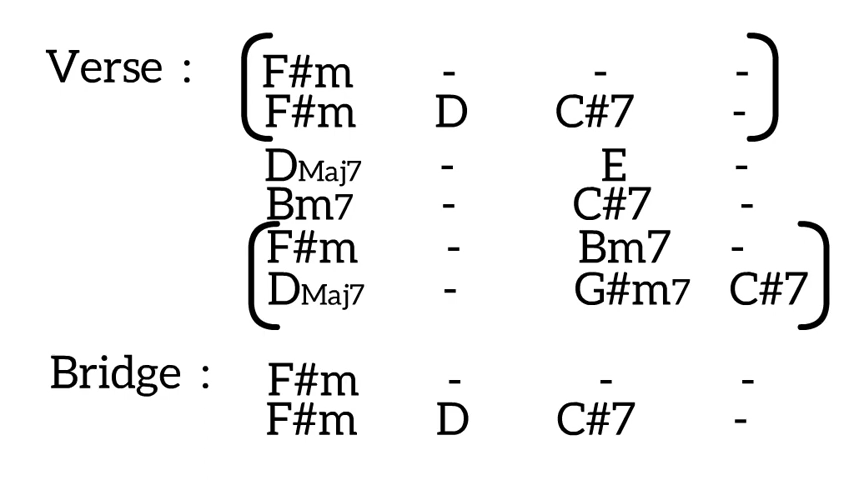 Verse : F#m - - -
F#m D C#7 -
DMaj7 - E -
Bm7 - C#7 -
F#m - Bm7 -
DMaj7 - G#m7 C#7
Bridge : F#m - - -
F#m D C#7 -